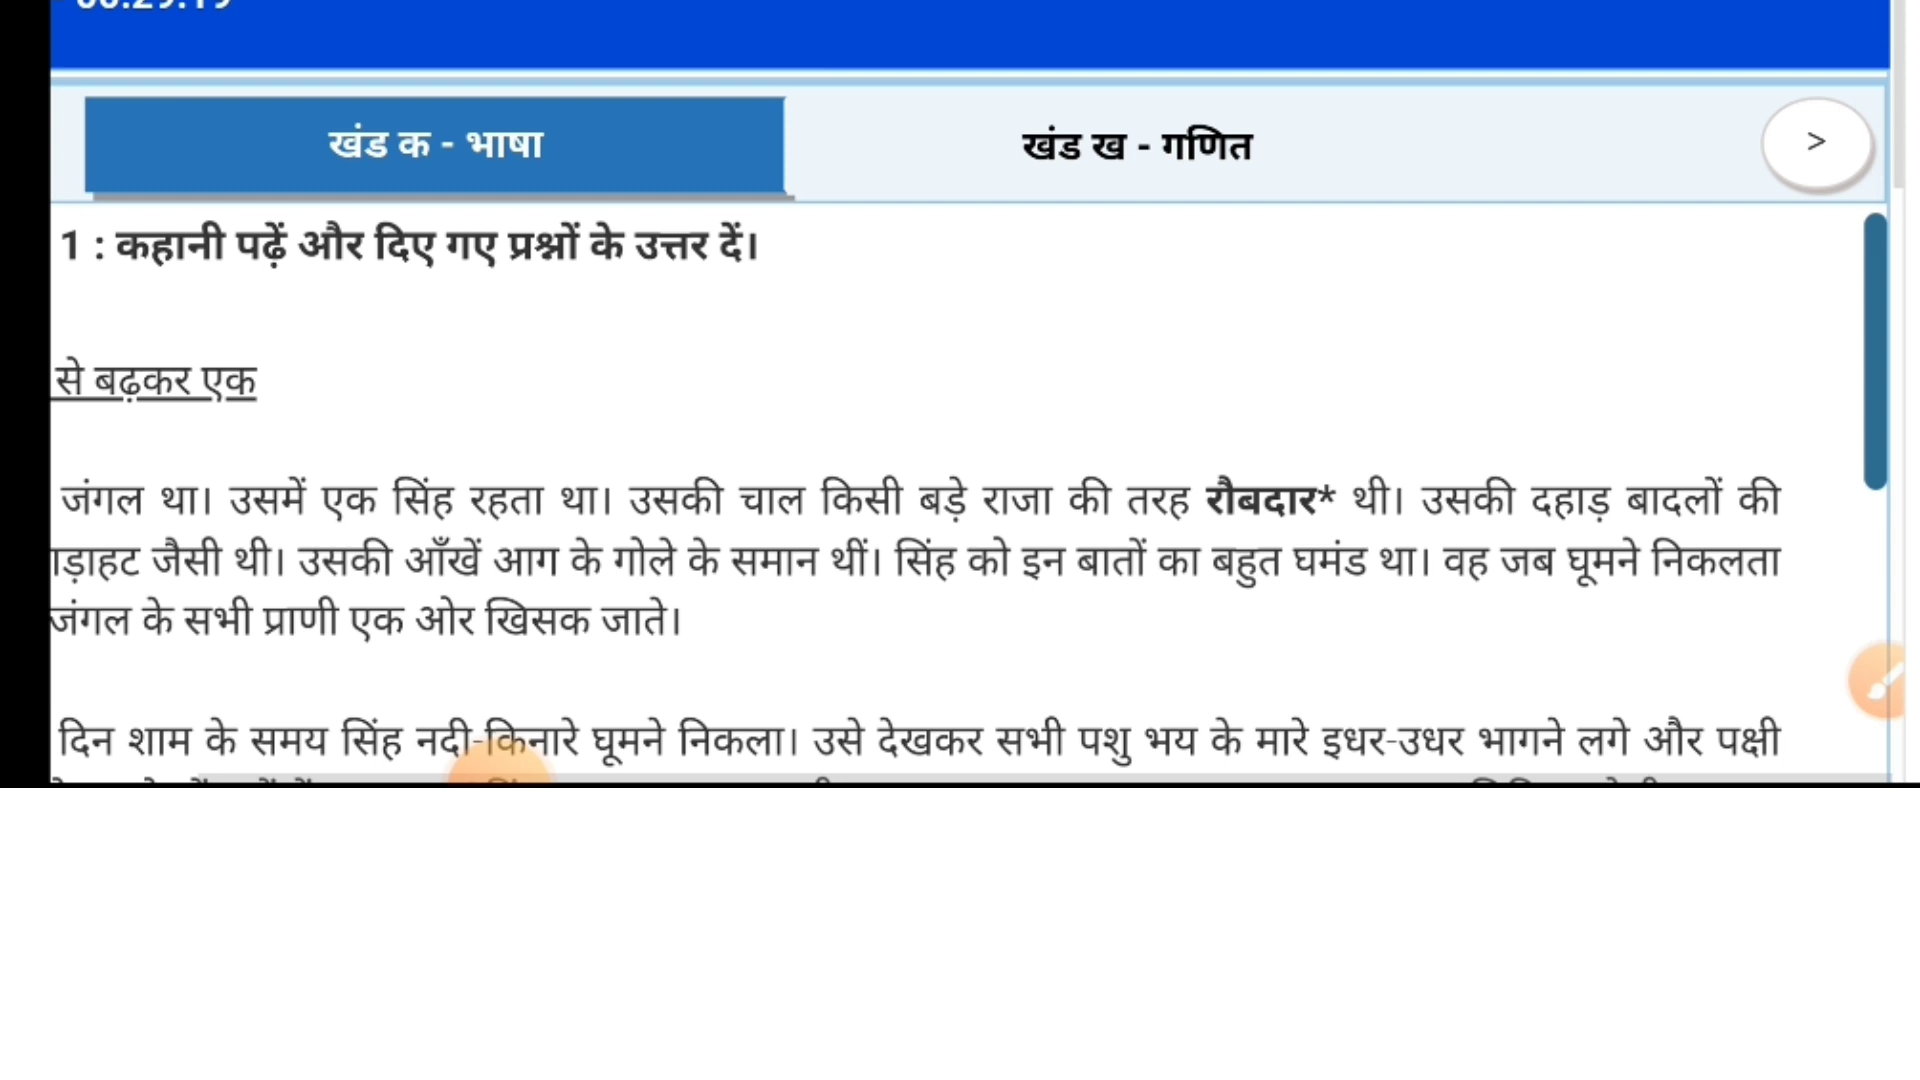 खंड क - भाषा
खंड ख - गणित
>
1 : कहानी पढ़ें और दिए गए प्रश्नों के उत्तर दें।
से बढ़कर एक
जंगल था। उसमें एक सिंह रहता था। उसकी चाल किसी बड़े राजा की तरह रौबदार* थी। उसकी दहाड़ बादलों की
ड़ाहट जैसी थी। उसकी आँखें आग के गोले के समान थीं। सिंह को इन बातों का बहुत घमंड था। वह जब घूमने निकलता
जंगल के सभी प्राणी एक ओर खिसक जाते।
दिन शाम के समय सिंह नदी-किनारे घूमने निकला। उसे देखकर सभी पशु भय के मारे इधर-उधर भागने लगे और पक्षी